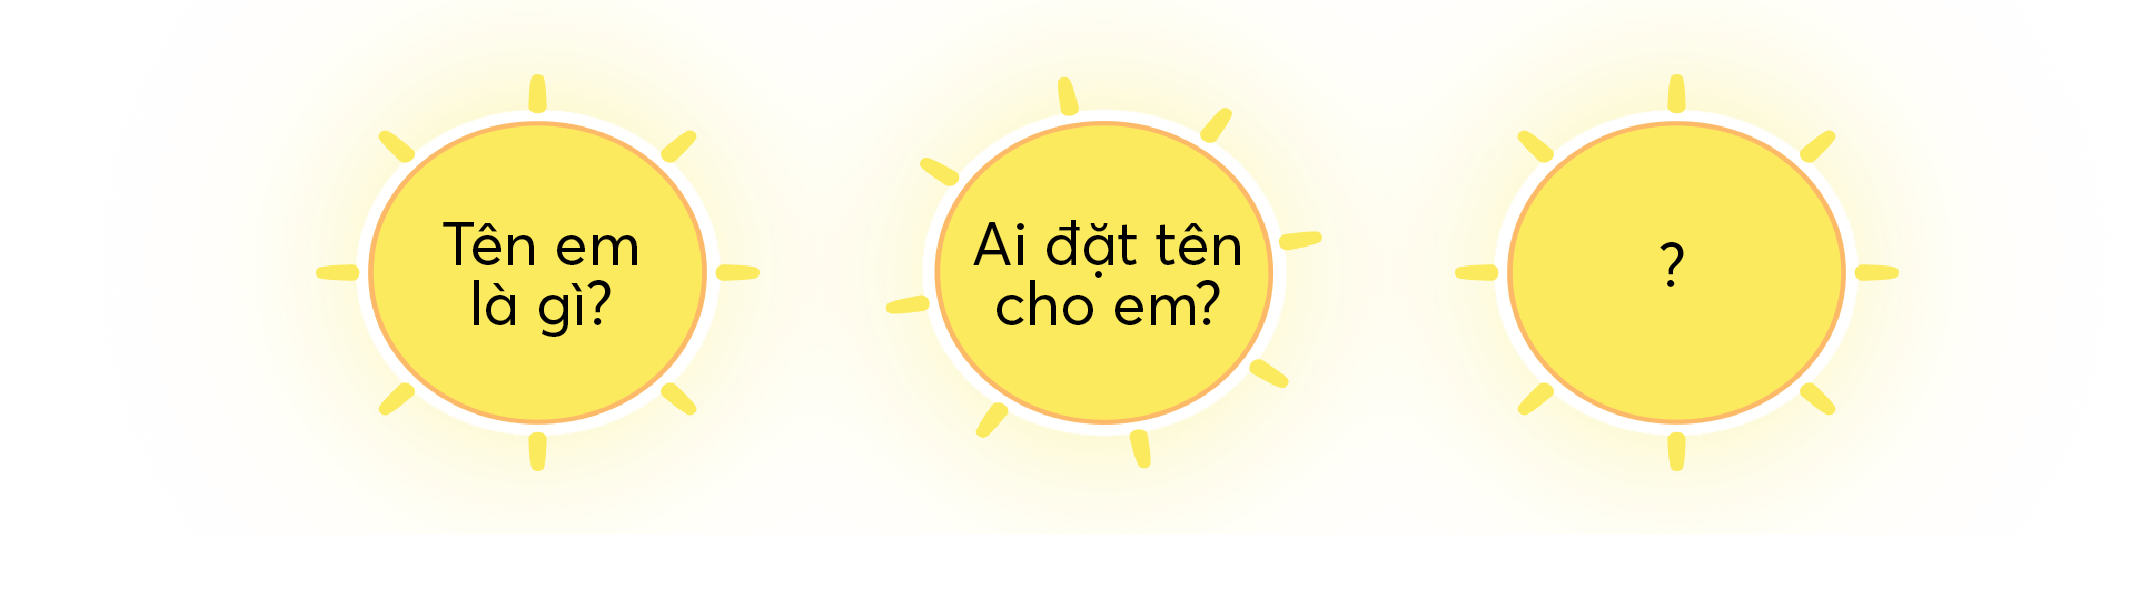 Tên em
là gì?
Ai đặt tên
cho em?
?